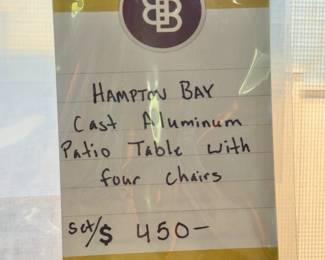 HAMPTON BAY
Cast Aluminum
Patio Table with
four chairs
set/$ 450-